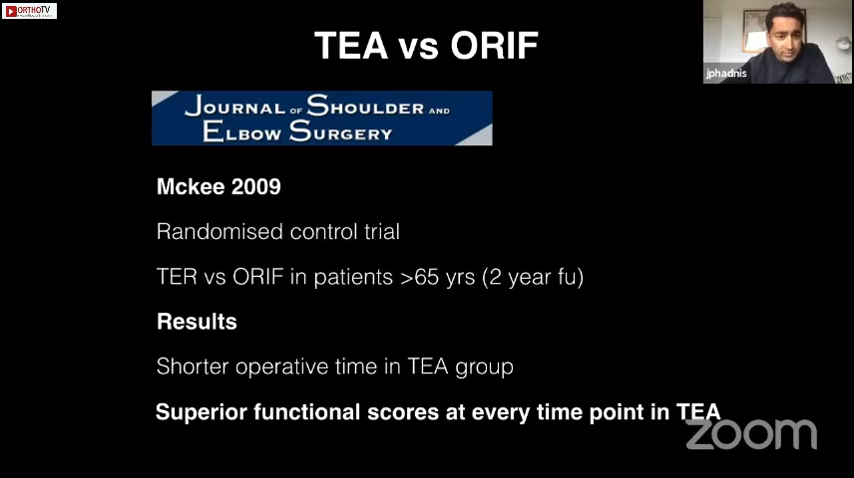 ORTHOTV
TEA vs ORIF
jphadnis
JOURNAL OF SHOULDER AND
ELBOW SURGERY
Mckee 2009
Randomised control trial
TER vs ORIF in patients >65 yrs (2 year fu)
Results
Shorter operative time in TEA group
Superior functional scores at every time point in TEA
zoom